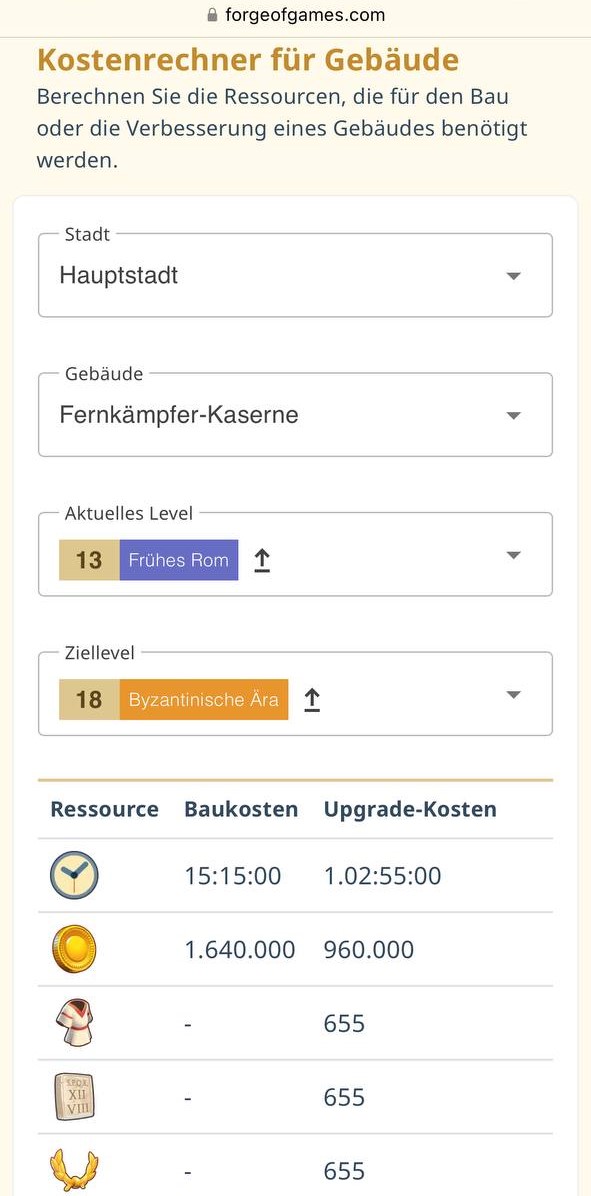 forgeofgames.com
Kostenrechner für Gebäude
Berechnen Sie die Ressourcen, die für den Bau
oder die Verbesserung eines Gebäudes benötigt
werden.
Stadt
Hauptstadt
Gebäude
Fernkämpfer-Kaserne
Aktuelles Level
13 Frühes Rom
Ziellevel
18 Byzantinische Ära
Ressource Baukosten Upgrade-Kosten
15:15:00 1.02:55:00
1.640.000 960.000
- 655
S.P.Q.R.
XII
VIII
- 655
- 655